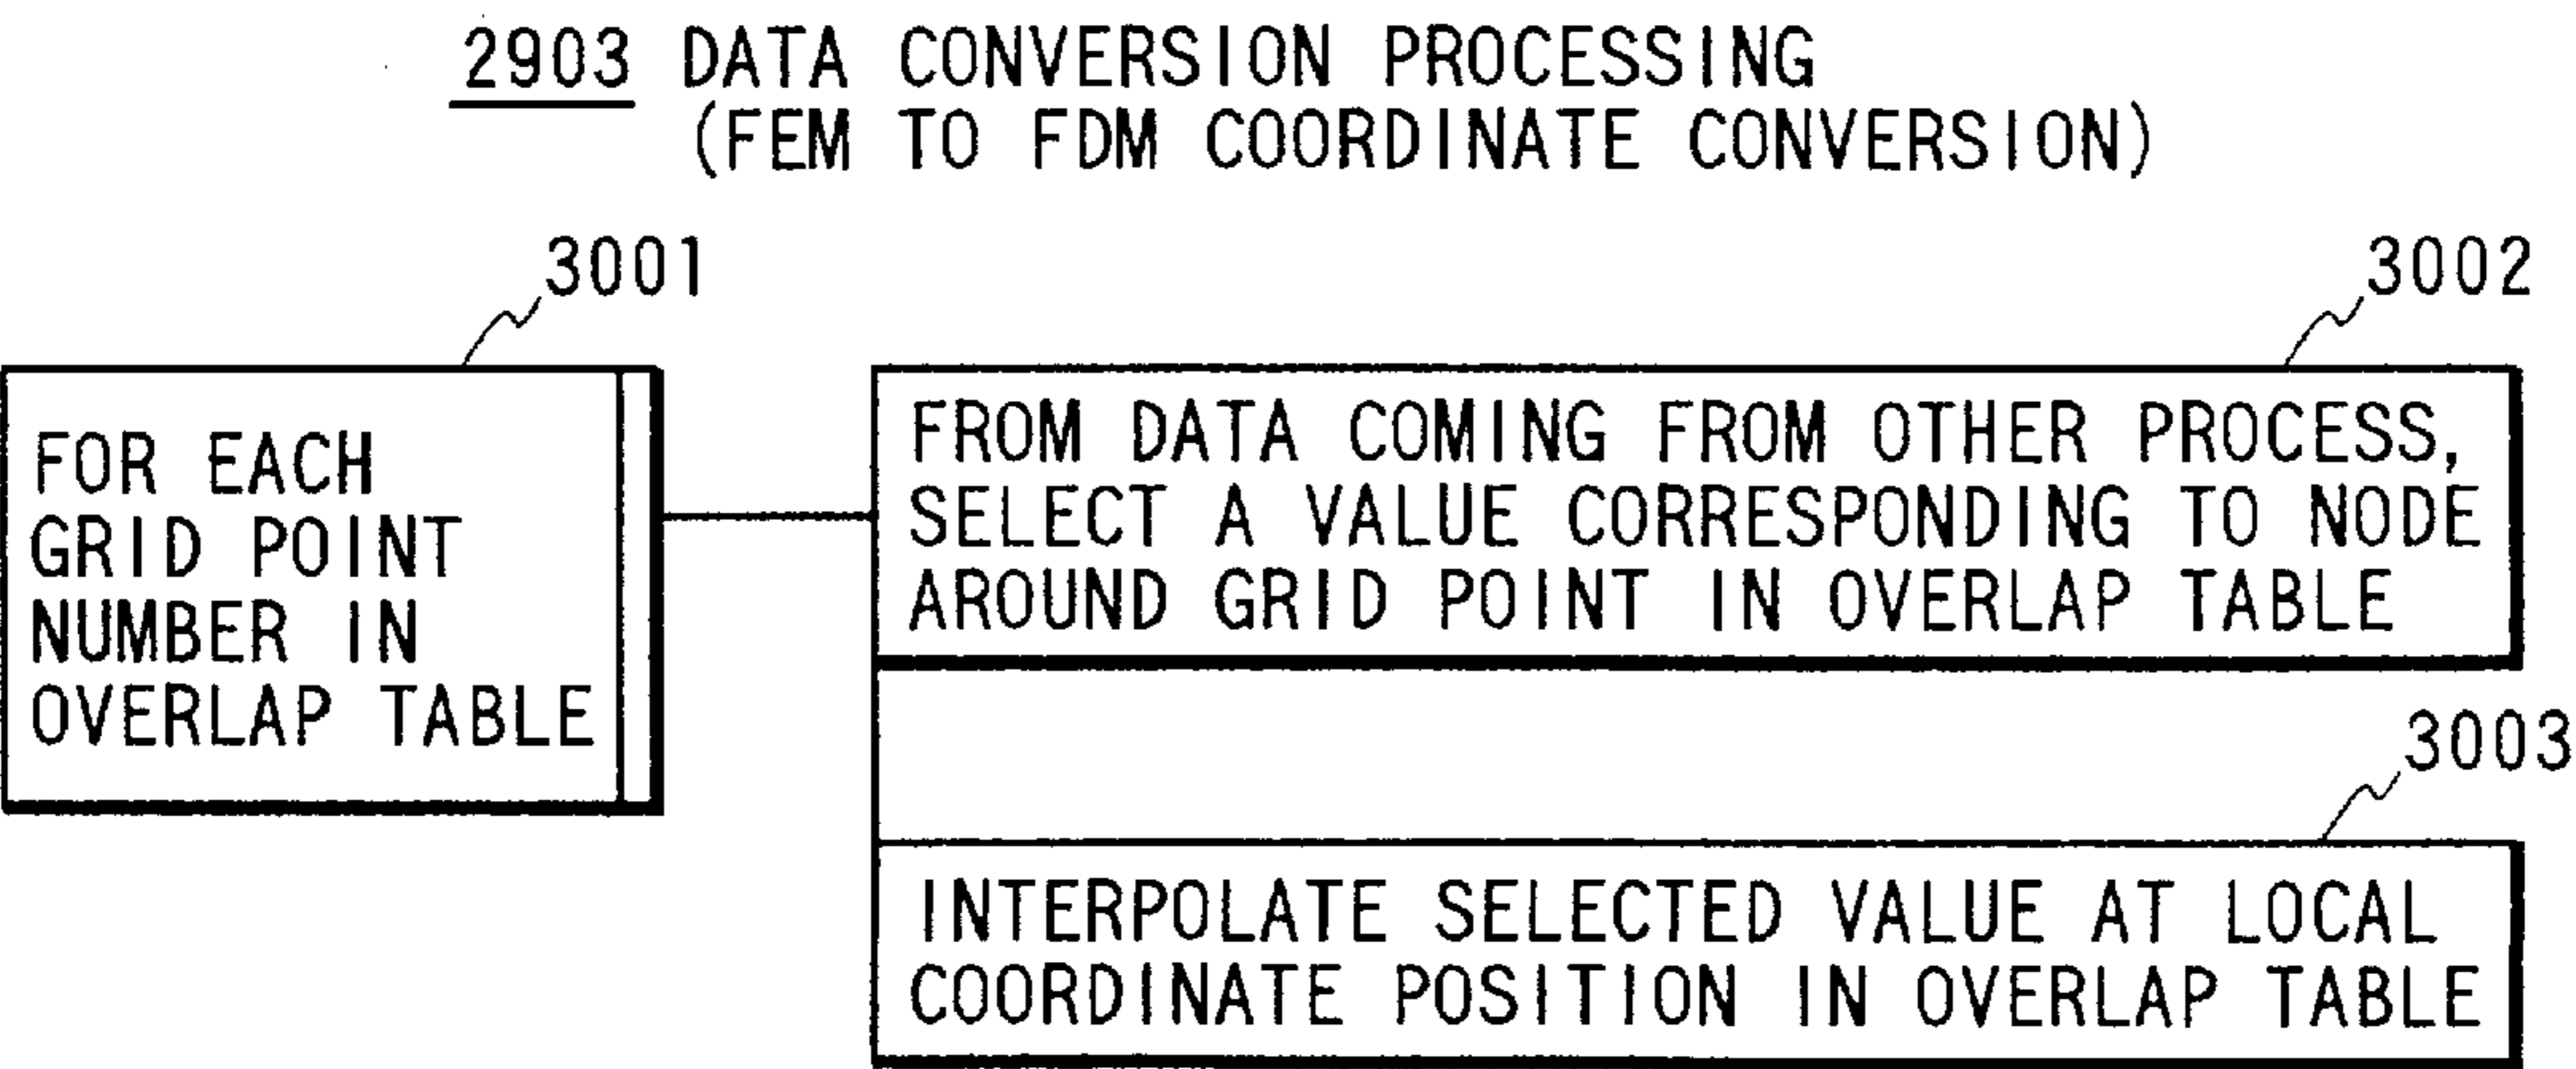 2903 DATA CONVERSION PROCESSING
(FEM TO FDM COORDINATE CONVERSION)
3001
FOR EACH
GRID POINT
NUMBER IN
OVERLAP TABLE
3002
FROM DATA COMING FROM OTHER PROCESS,
SELECT A VALUE CORRESPONDING TO NODE
AROUND GRID POINT IN OVERLAP TABLE
3003
INTERPOLATE SELECTED VALUE AT LOCAL
COORDINATE POSITION IN OVERLAP TABLE